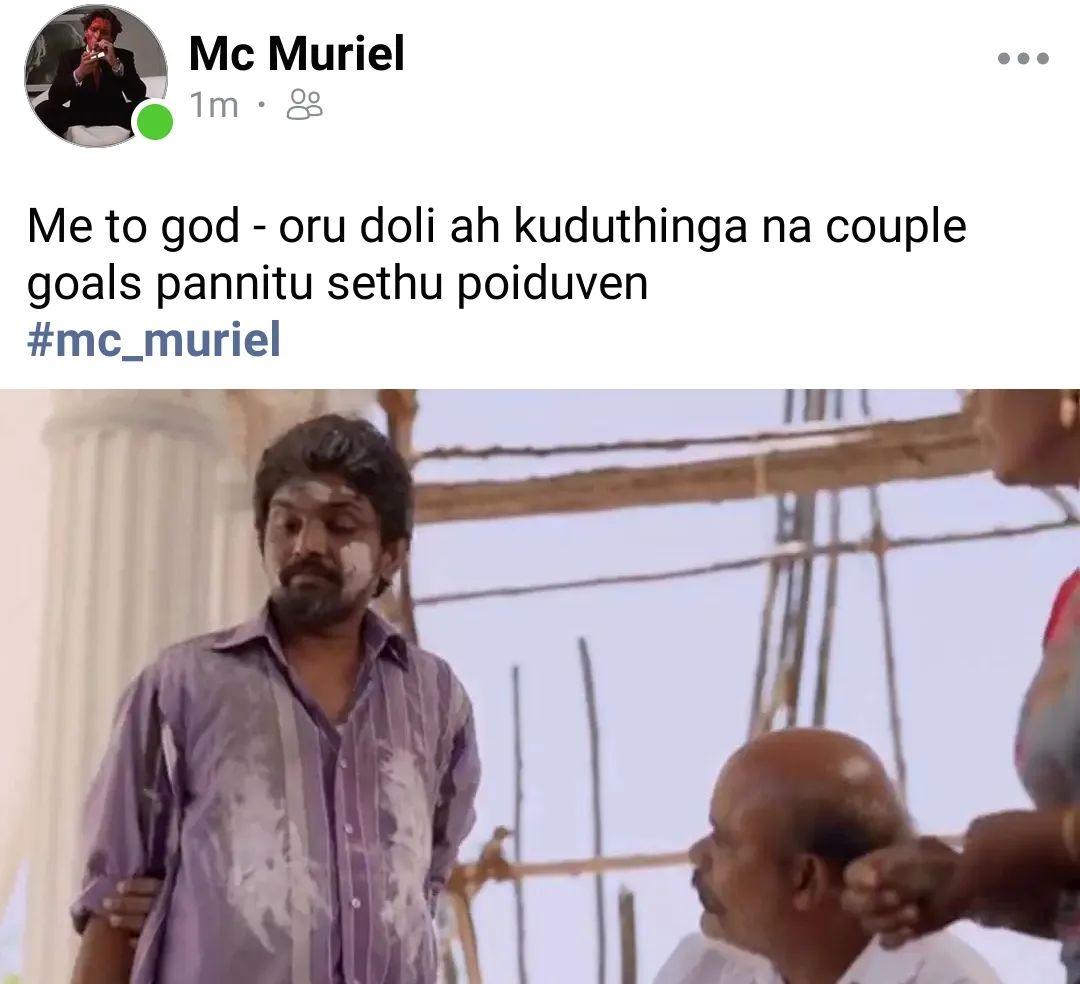 Mc Muriel
1m ·
Me to god - oru doli ah kuduthinga na couple
goals pannitu sethu poiduven
#mc_muriel